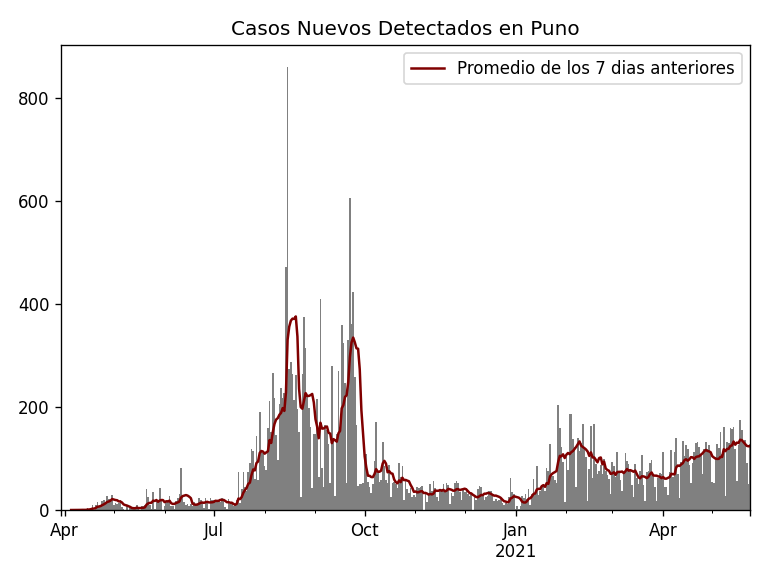 Casos Nuevos Detectados en Puno
Promedio de los 7 dias anteriores
800
600
400
200
0
Apr
Jul
Oct
Jan
2021
Apr